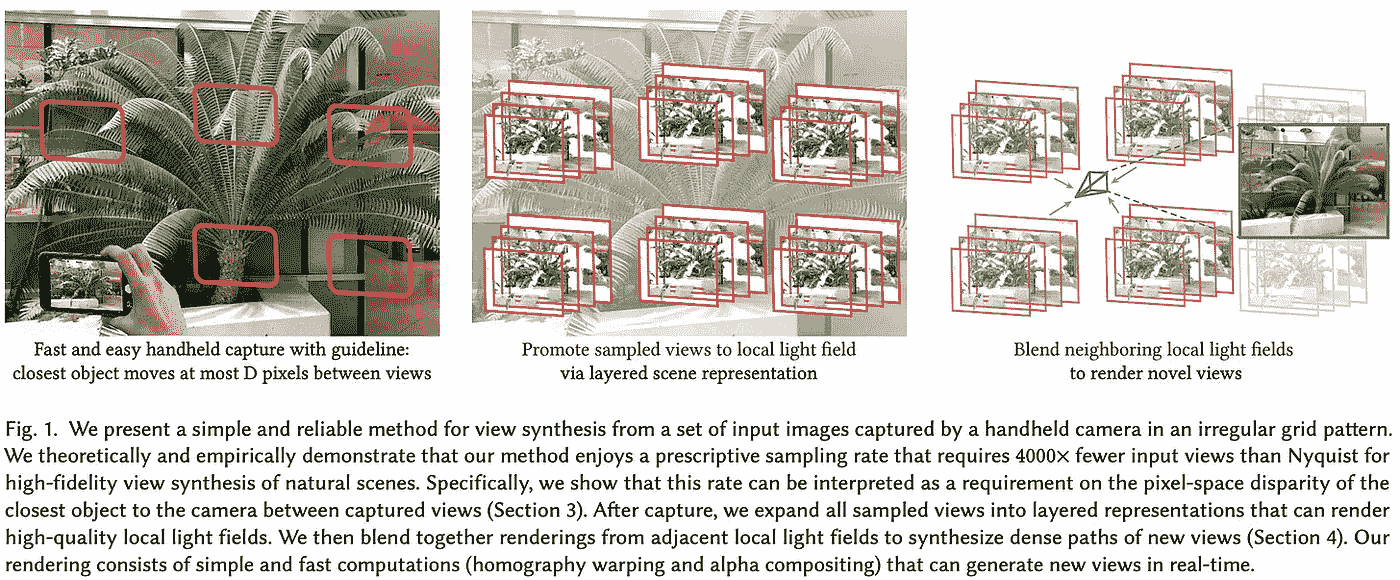 Fast and easy handheld capture with guideline:
closest object moves at most D pixels between views
Promote sampled views to local light field
via layered scene representation
Blend neighboring local light fields
to render novel views
Fig. 1. We present a simple and reliable method for view synthesis from a set of input images captured by a handheld camera in an irregular grid pattern.
We theoretically and empirically demonstrate that our method enjoys a prescriptive sampling rate that requires 4000× fewer input views than Nyquist for
high-fidelity view synthesis of natural scenes. Specifically, we show that this rate can be interpreted as a requirement on the pixel-space disparity of the
closest object to the camera between captured views (Section 3). After capture, we expand all sampled views into layered representations that can render
high-quality local light fields. We then blend together renderings from adjacent local light fields to synthesize dense paths of new views (Section 4). Our
rendering consists of simple and fast computations (homography warping and alpha compositing) that can generate new views in real-time.